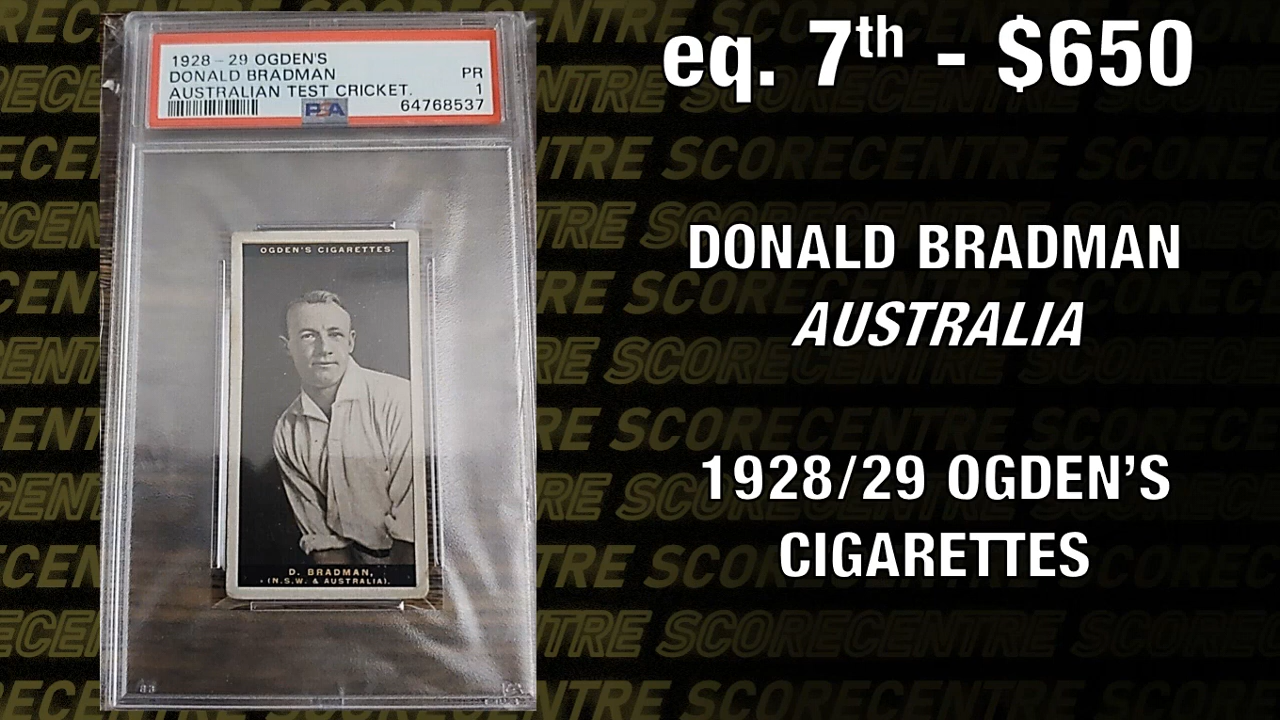 1928 - 29 OGDEN'S
DONALD BRADMAN PR
AUSTRALIAN TEST CRICKET. 1
PSA 64768537
OGDEN'S CIGARETTES.
D. BRADMAN,
(N.S.W. & AUSTRALIA).
eq. 7th - $650
DONALD BRADMAN
AUSTRALIA
1928/29 OGDEN’S
CIGARETTES
SCORECENTRE